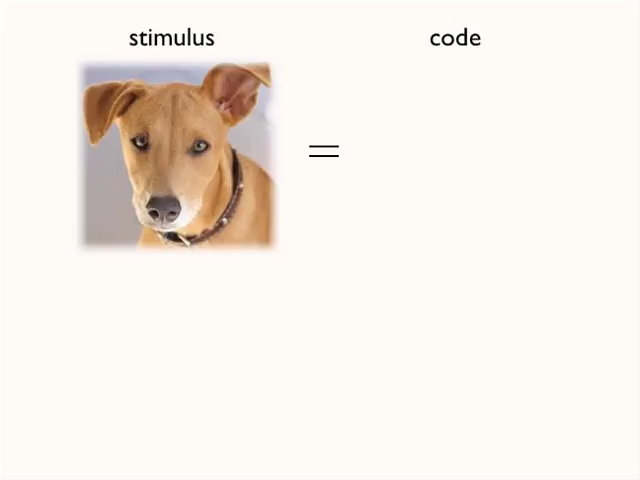 stimulus
code
=